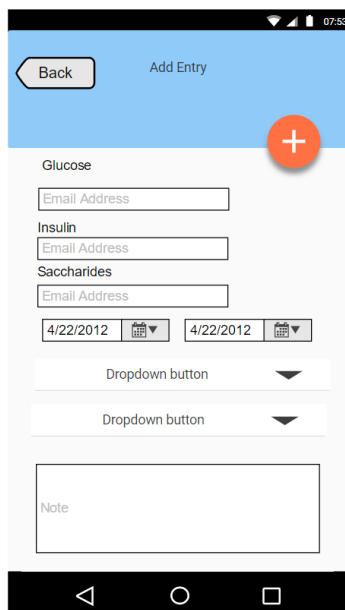 07:53
Back
Add Entry
Glucose
Email Address
Insulin
Email Address
Saccharides
Email Address
4/22/2012 4/22/2012
Dropdown button
Dropdown button
Note